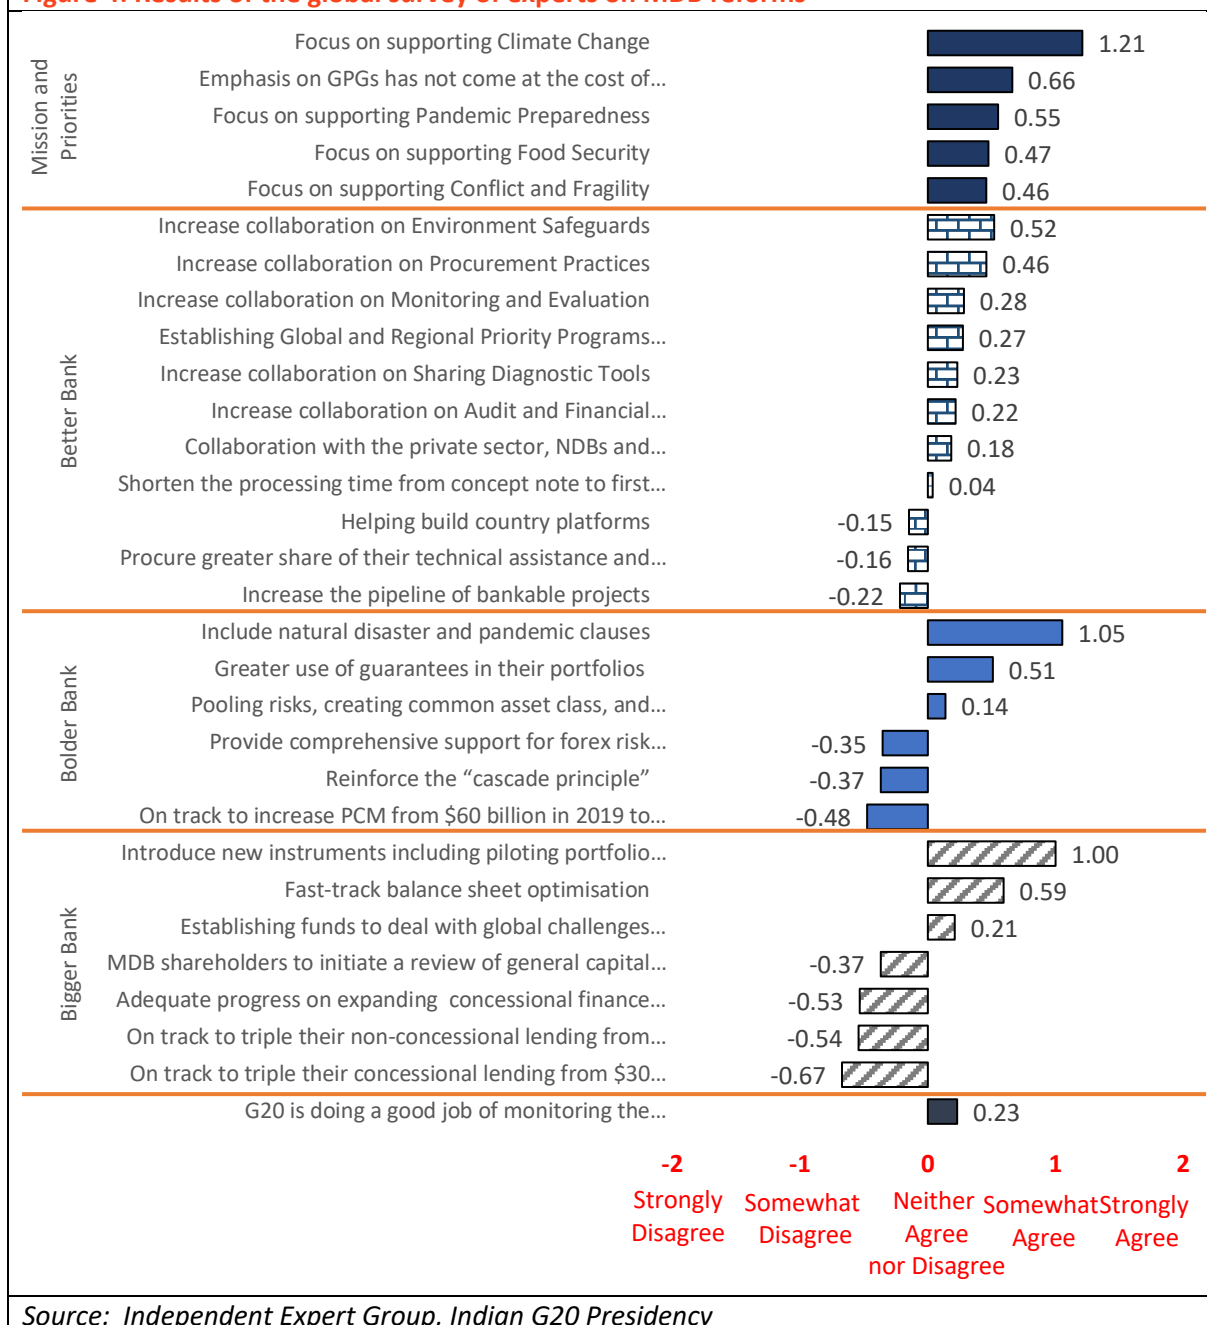 Figure 4. Results of the global survey of experts on MDB reforms
Mission and
Priorities
Focus on supporting Climate Change 1.21
Emphasis on GPGs has not come at the cost of... 0.66
Focus on supporting Pandemic Preparedness 0.55
Focus on supporting Food Security 0.47
Focus on supporting Conflict and Fragility 0.46
Better Bank
Increase collaboration on Environment Safeguards 0.52
Increase collaboration on Procurement Practices 0.46
Increase collaboration on Monitoring and Evaluation 0.28
Establishing Global and Regional Priority Programs... 0.27
Increase collaboration on Sharing Diagnostic Tools 0.23
Increase collaboration on Audit and Financial... 0.22
Collaboration with the private sector, NDBs and... 0.18
Shorten the processing time from concept note to first... 0.04
Helping build country platforms -0.15
Procure greater share of their technical assistance and... -0.16
Increase the pipeline of bankable projects -0.22
Bolder Bank
Include natural disaster and pandemic clauses 1.05
Greater use of guarantees in their portfolios 0.51
Pooling risks, creating common asset class, and... 0.14
Provide comprehensive support for forex risk... -0.35
Reinforce the “cascade principle” -0.37
On track to increase PCM from $60 billion in 2019 to... -0.48
Bigger Bank
Introduce new instruments including piloting portfolio... 1.00
Fast-track balance sheet optimisation 0.59
Establishing funds to deal with global challenges... 0.21
MDB shareholders to initiate a review of general capital... -0.37
Adequate progress on expanding concessional finance... -0.53
On track to triple their non-concessional lending from... -0.54
On track to triple their concessional lending from $30... -0.67
G20 is doing a good job of monitoring the... 0.23
-2 -1 0 1 2
Strongly Disagree
Somewhat Disagree
Neither Agree nor Disagree
Somewhat Agree
Strongly Agree
Source: Independent Expert Group, Indian G20 Presidency